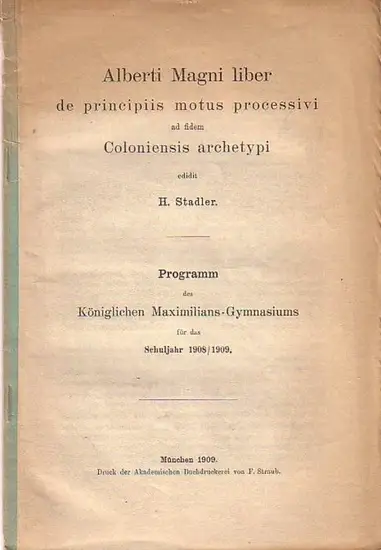 Alberti Magni liber
de principiis motus processivi
ad fidem
Coloniensis archetypi
edidit
H. Stadler.
Programm
des
Königlichen Maximilians-Gymnasiums
für das
Schuljahr 1908/1909.
München 1909.
Druck der Akademischen Buchdruckerei von F. Straub.